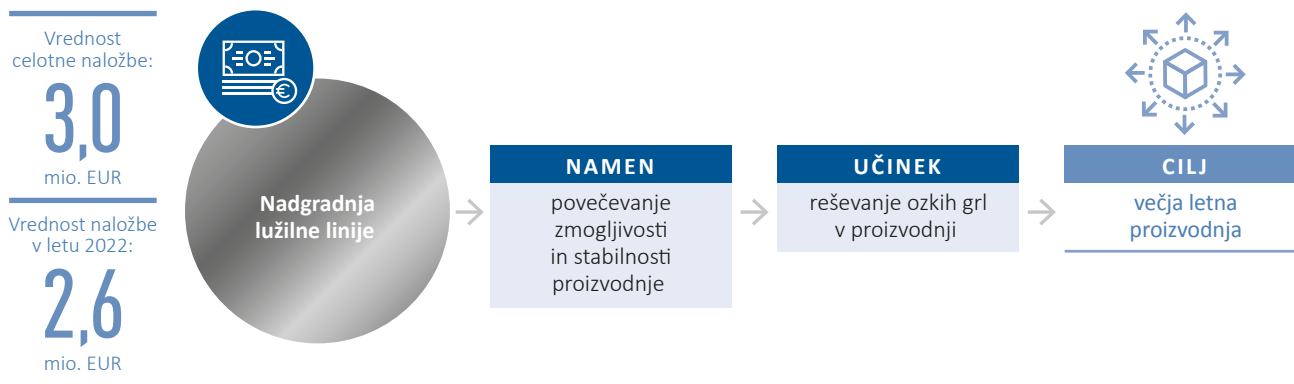 Vrednost
celotne naložbe:
3,0
mio. EUR
Vrednost naložbe
v letu 2022:
2,6
mio. EUR
€
Nadgradnja
lužilne linije
NAMEN
povečevanje
zmogljivosti
in stabilnosti
proizvodnje
UČINEK
reševanje ozkih grl
v proizvodnji
CILJ
večja letna
proizvodnja